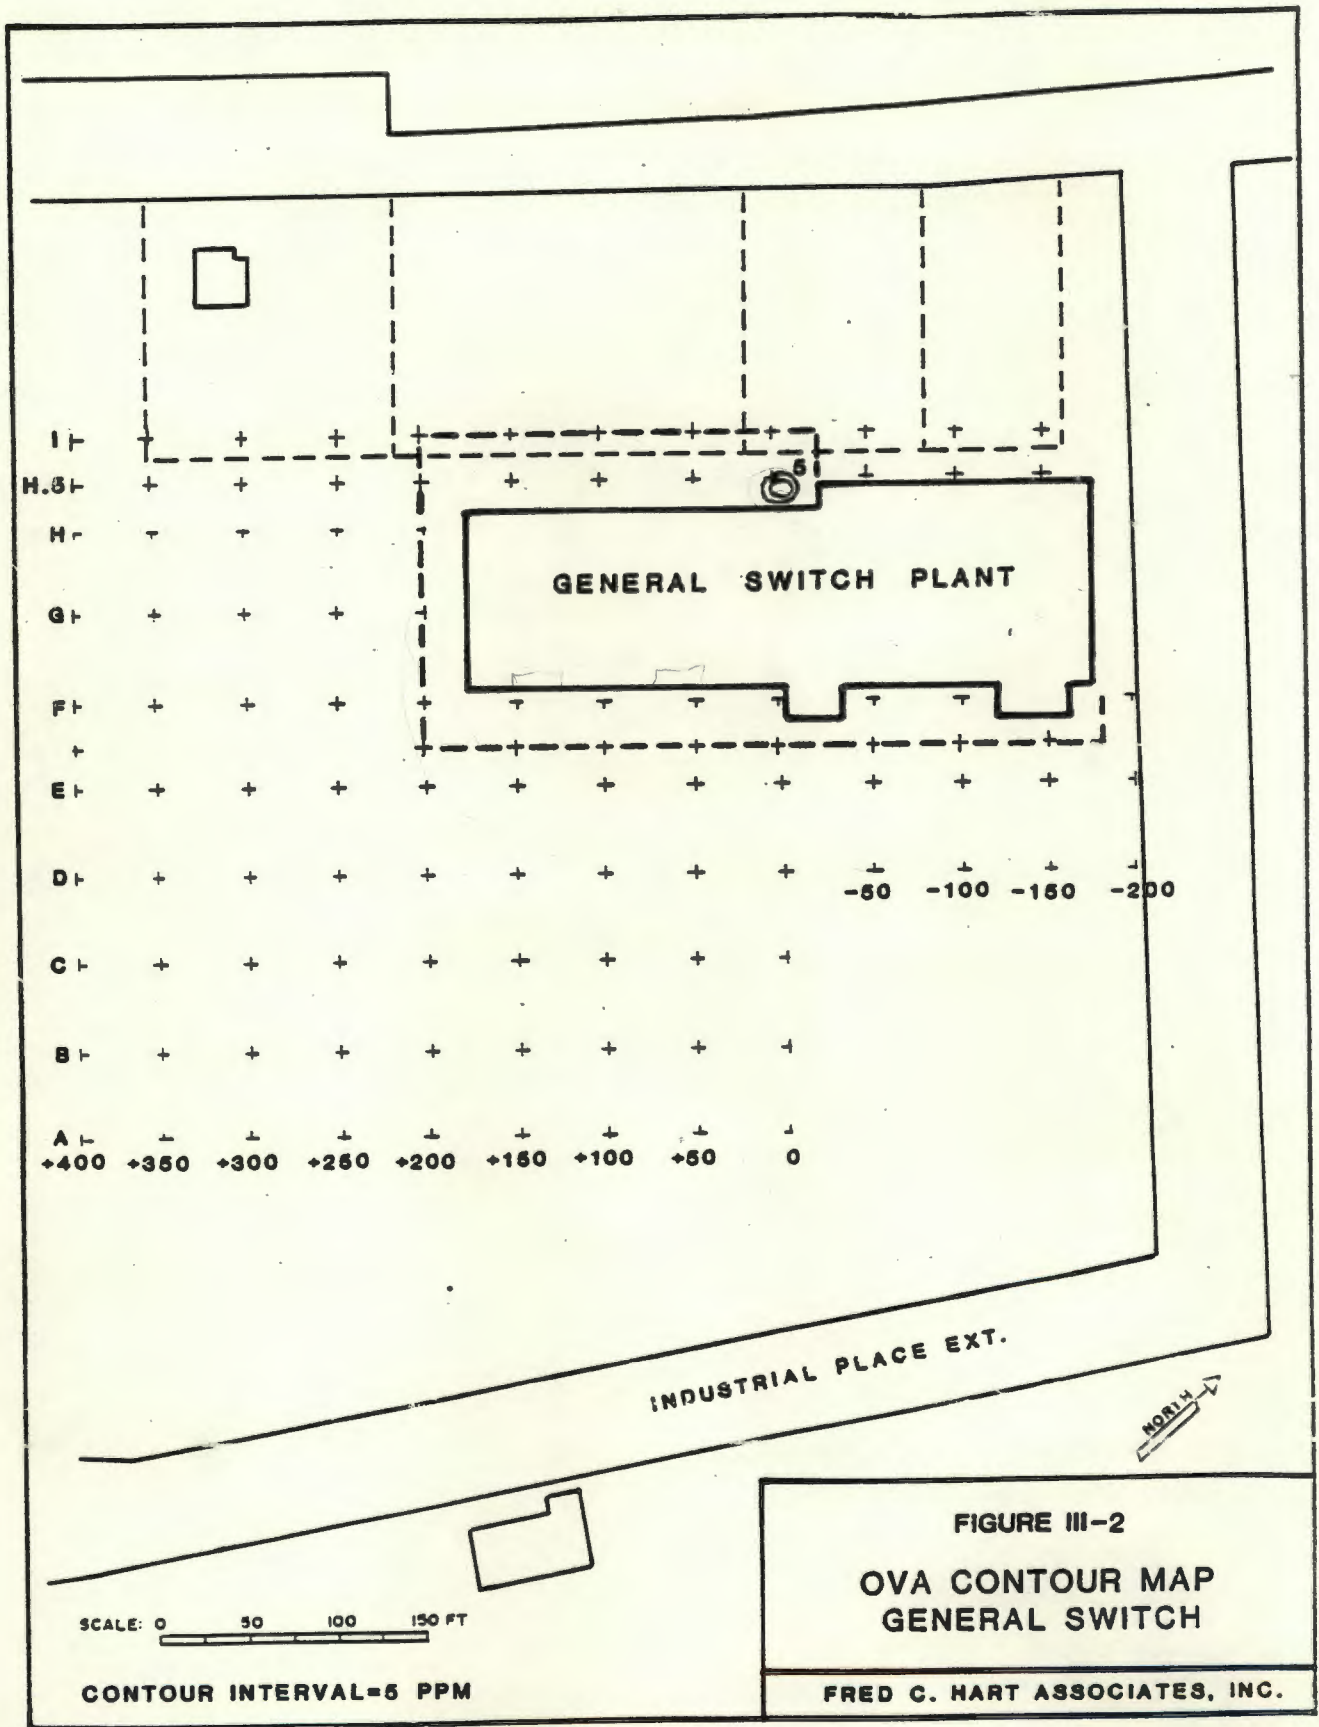 I
H.5
5
H
GENERAL SWITCH PLANT
G
F
E
D
-50 -100 -150 -200
C
B
A
+400 +350 +300 +250 +200 +150 +100 +50 0
INDUSTRIAL PLACE EXT.
NORTH
FIGURE III-2
OVA CONTOUR MAP
GENERAL SWITCH
SCALE: 0 50 100 150 FT
CONTOUR INTERVAL=5 PPM
FRED C. HART ASSOCIATES, INC.